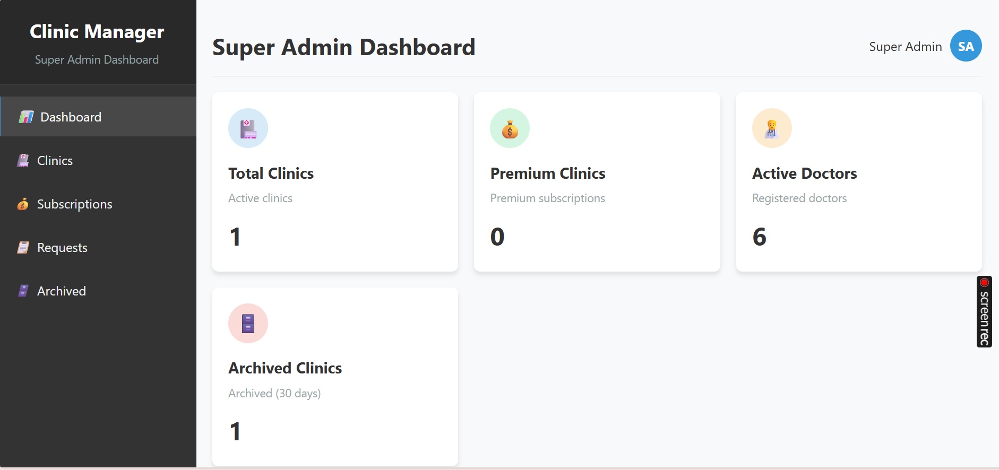 Clinic Manager
Super Admin Dashboard
Dashboard
Clinics
Subscriptions
Requests
Archived
Super Admin Dashboard
Super Admin
SA
Total Clinics
Active clinics
1
Premium Clinics
Premium subscriptions
0
Active Doctors
Registered doctors
6
Archived Clinics
Archived (30 days)
1
screenrec